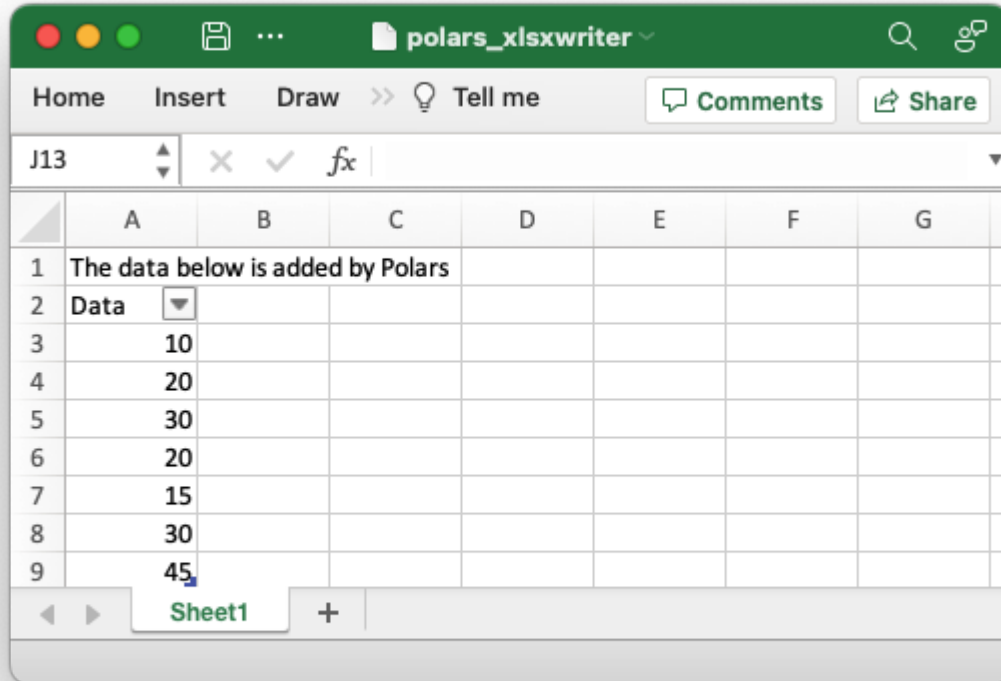 polars_xlsxwriter
Home Insert Draw Tell me Comments Share
J13 fx
A B C D E F G
1 The data below is added by Polars
2 Data
3 10
4 20
5 30
6 20
7 15
8 30
9 45
Sheet1 +